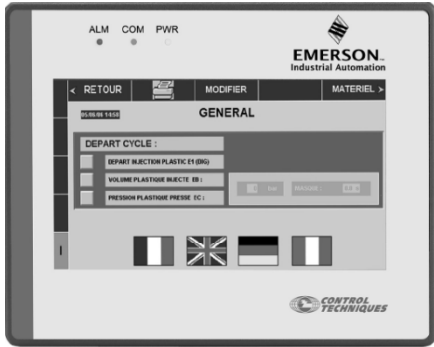 ALM COM PWR
EMERSON
Industrial Automation
< RETOUR MODIFIER MATERIEL >
GENERAL
DEPART CYCLE :
DEPART INJECTION PLASTIC E1 (DIG)
VOLUME PLASTIQUE INJECTE EB :
PRESSION PLASTIQUE PRESSE EC :
CONTROL
TECHNIQUES